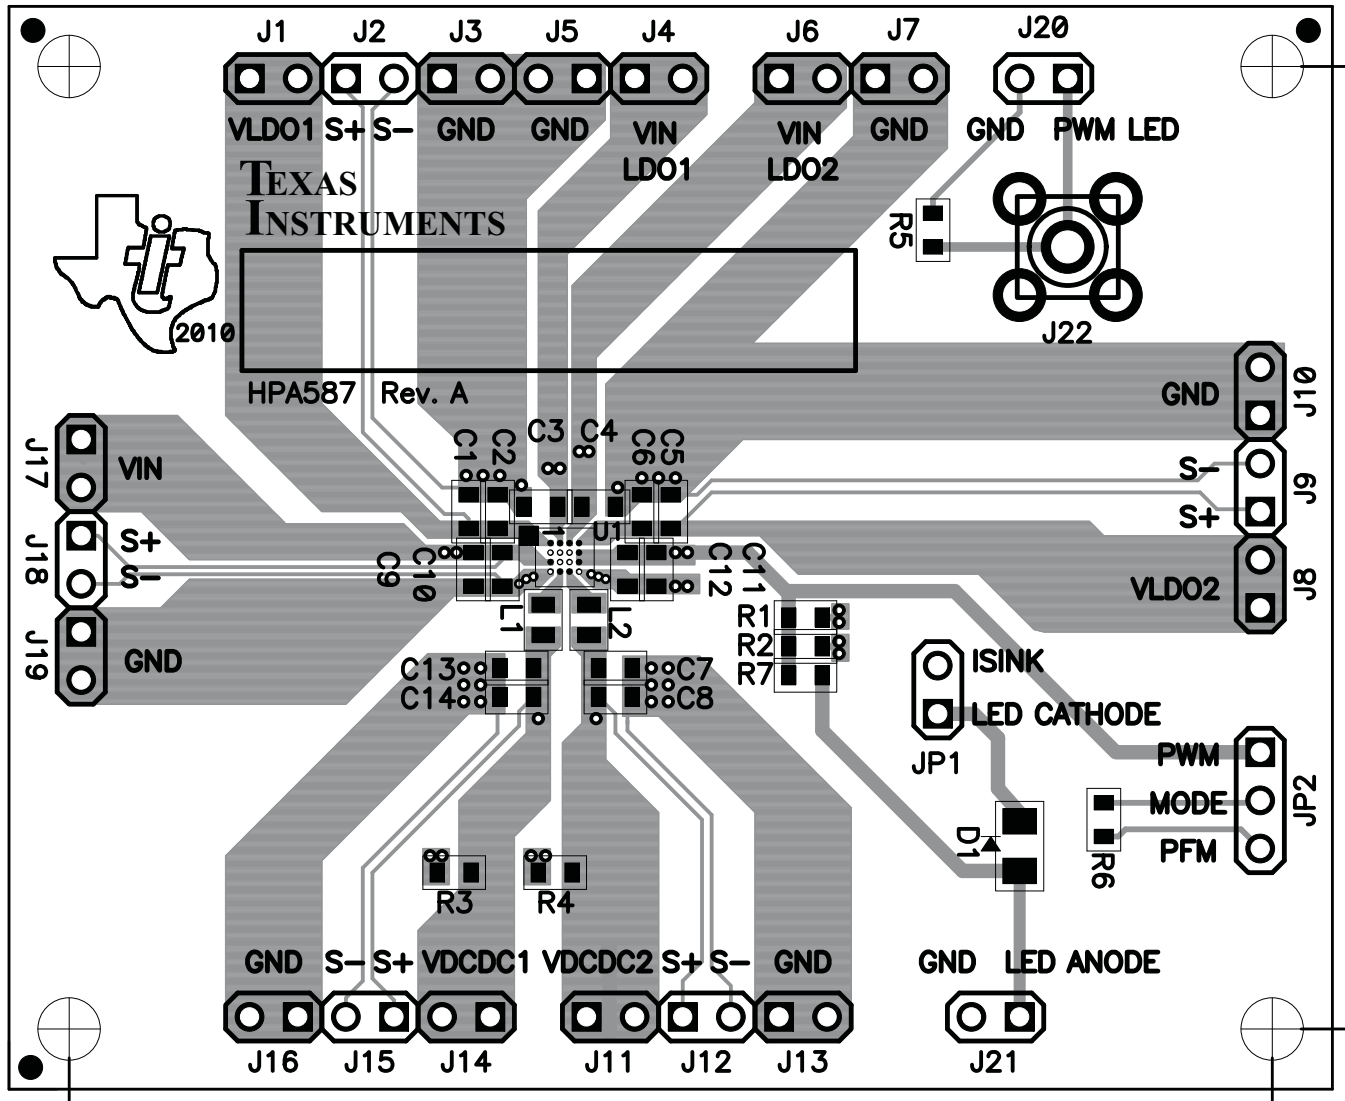 J1 J2 J3 J5 J4 J6 J7 J20
VLDO1 S+ S- GND GND VIN LDO1 VIN LDO2 GND GND PWM LED
TEXAS
INSTRUMENTS
R5
J22
2010
HPA587 Rev. A
J10
GND
J17
VIN
C1 C2 C3 C4 C6 C5
S-
J9
S+
J18
S+
S-
1
U1
C9 C10
C12 C11
VLDO2
J8
J19
GND
L1 L2
R1
R2
R7
C13 C7
C14 C8
ISINK
LED CATHODE
JP1
PWM
MODE
PFM
JP2
D1
R6
R3 R4
GND S- S+ VDCDC1 VDCDC2 S+ S- GND GND LED ANODE
J16 J15 J14 J11 J12 J13 J21